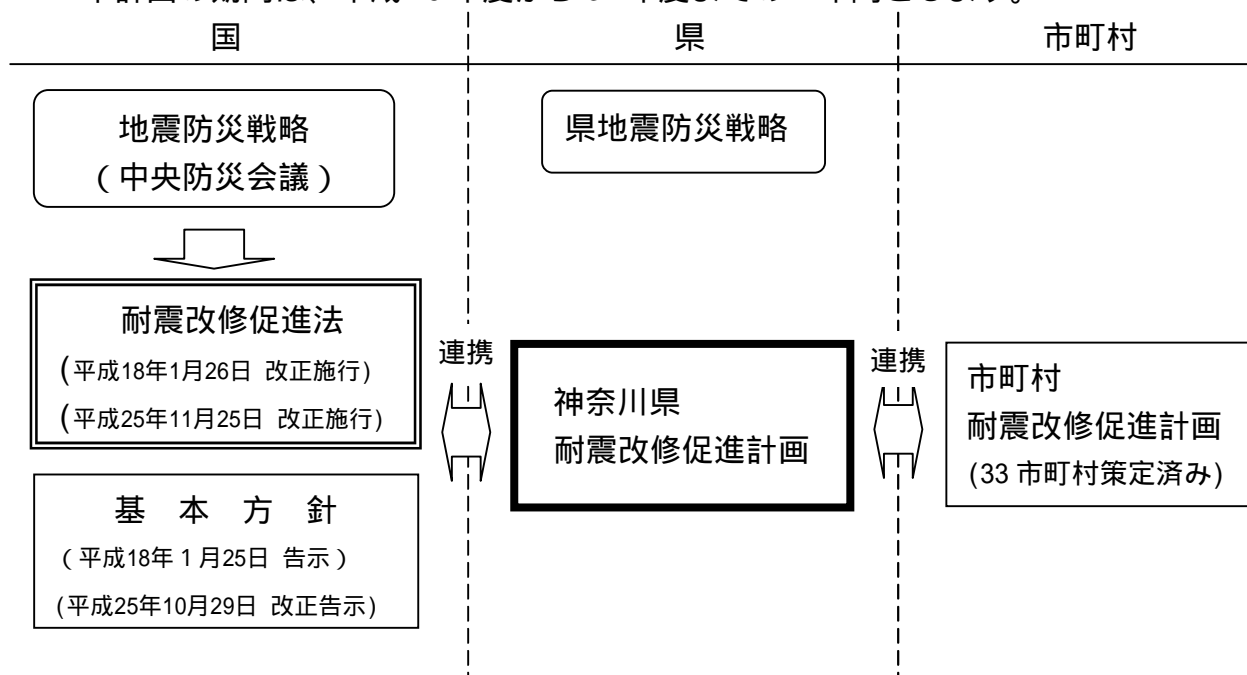 国
県
市町村
地震防災戦略
（中央防災会議）
県地震防災戦略
耐震改修促進法
(平成18年1月26日 改正施行)
(平成25年11月25日 改正施行)
連携
神奈川県
耐震改修促進計画
連携
市町村
耐震改修促進計画
(33 市町村策定済み)
基 本 方 針
（平成18年１月25日 告示）
(平成25年10月29日 改正告示)